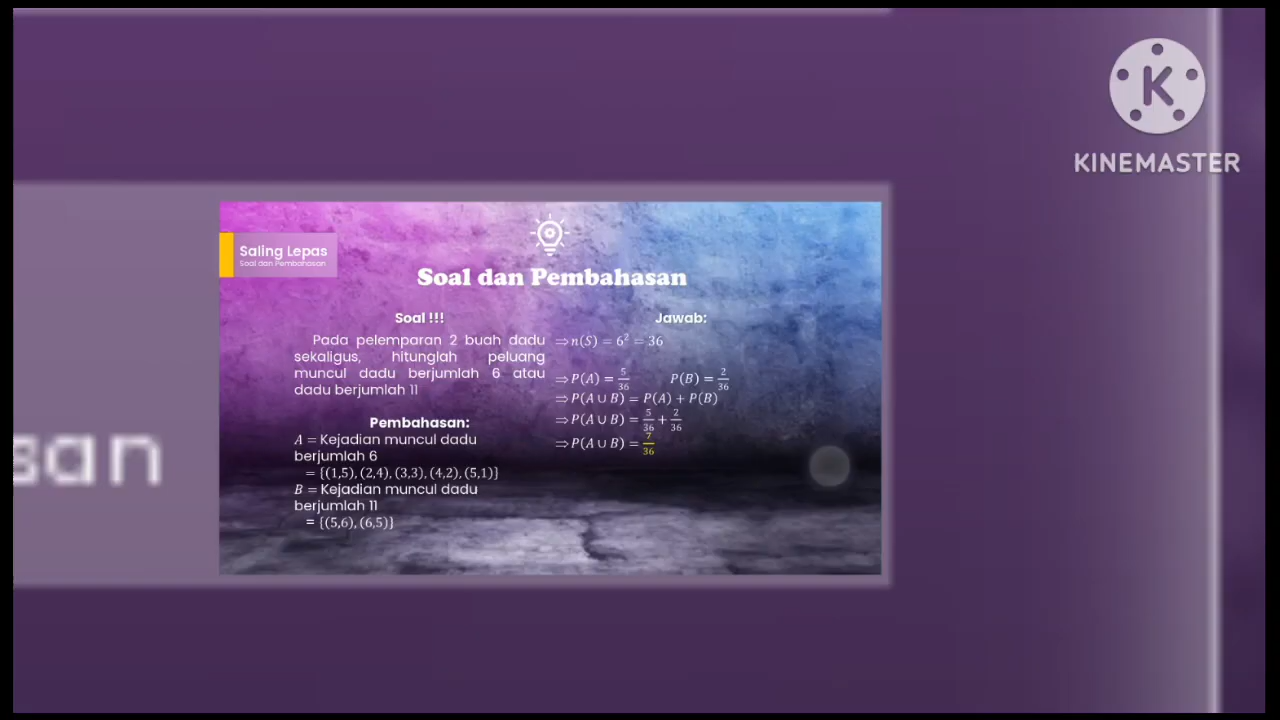 K
KINEMASTER
Saling Lepas
Soal dan Pembahasan
Soal dan Pembahasan
Soal !!!
Pada pelemparan 2 buah dadu
sekaligus, hitunglah peluang
muncul dadu berjumlah 6 atau
dadu berjumlah 11
Pembahasan:
A = Kejadian muncul dadu
berjumlah 6
= {(1,5), (2,4), (3,3), (4,2), (5,1)}
B = Kejadian muncul dadu
berjumlah 11
= {(5,6), (6,5)}
Jawab:
⇒ n(S) = 6² = 36
⇒ P(A) = 5/36 P(B) = 2/36
⇒ P(A ∪ B) = P(A) + P(B)
⇒ P(A ∪ B) = 5/36 + 2/36
⇒ P(A ∪ B) = 7/36
san